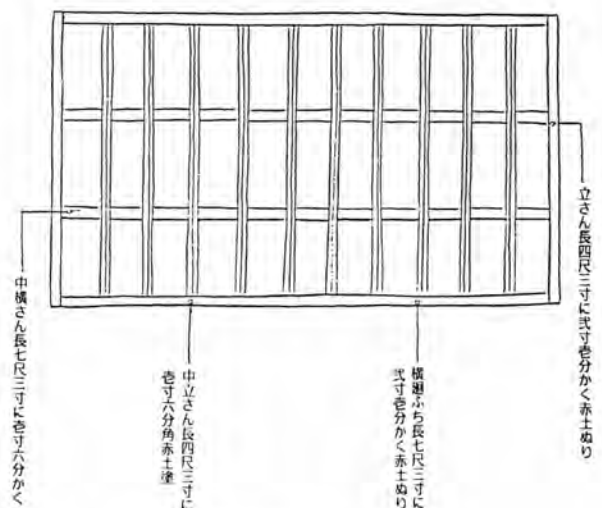 立さん長四尺三寸に弐寸壱分かく赤土ぬり
横廻ふち長七尺三寸に
弐寸壱分かく赤土ぬり
中立さん長四尺三寸に
壱寸六分角赤土塗
中横さん長七尺三寸に壱寸六分かく